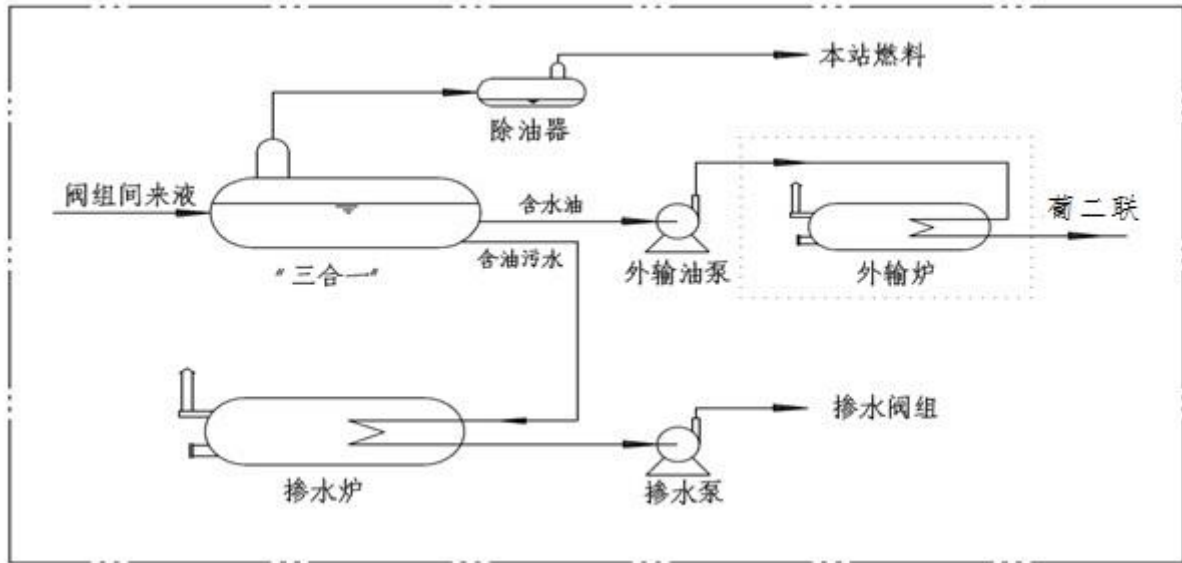 本站燃料
除油器
阀组间来液
含水油
葡二联
含油污水
"三合一"
外输油泵
外输炉
掺水阀组
掺水炉
掺水泵